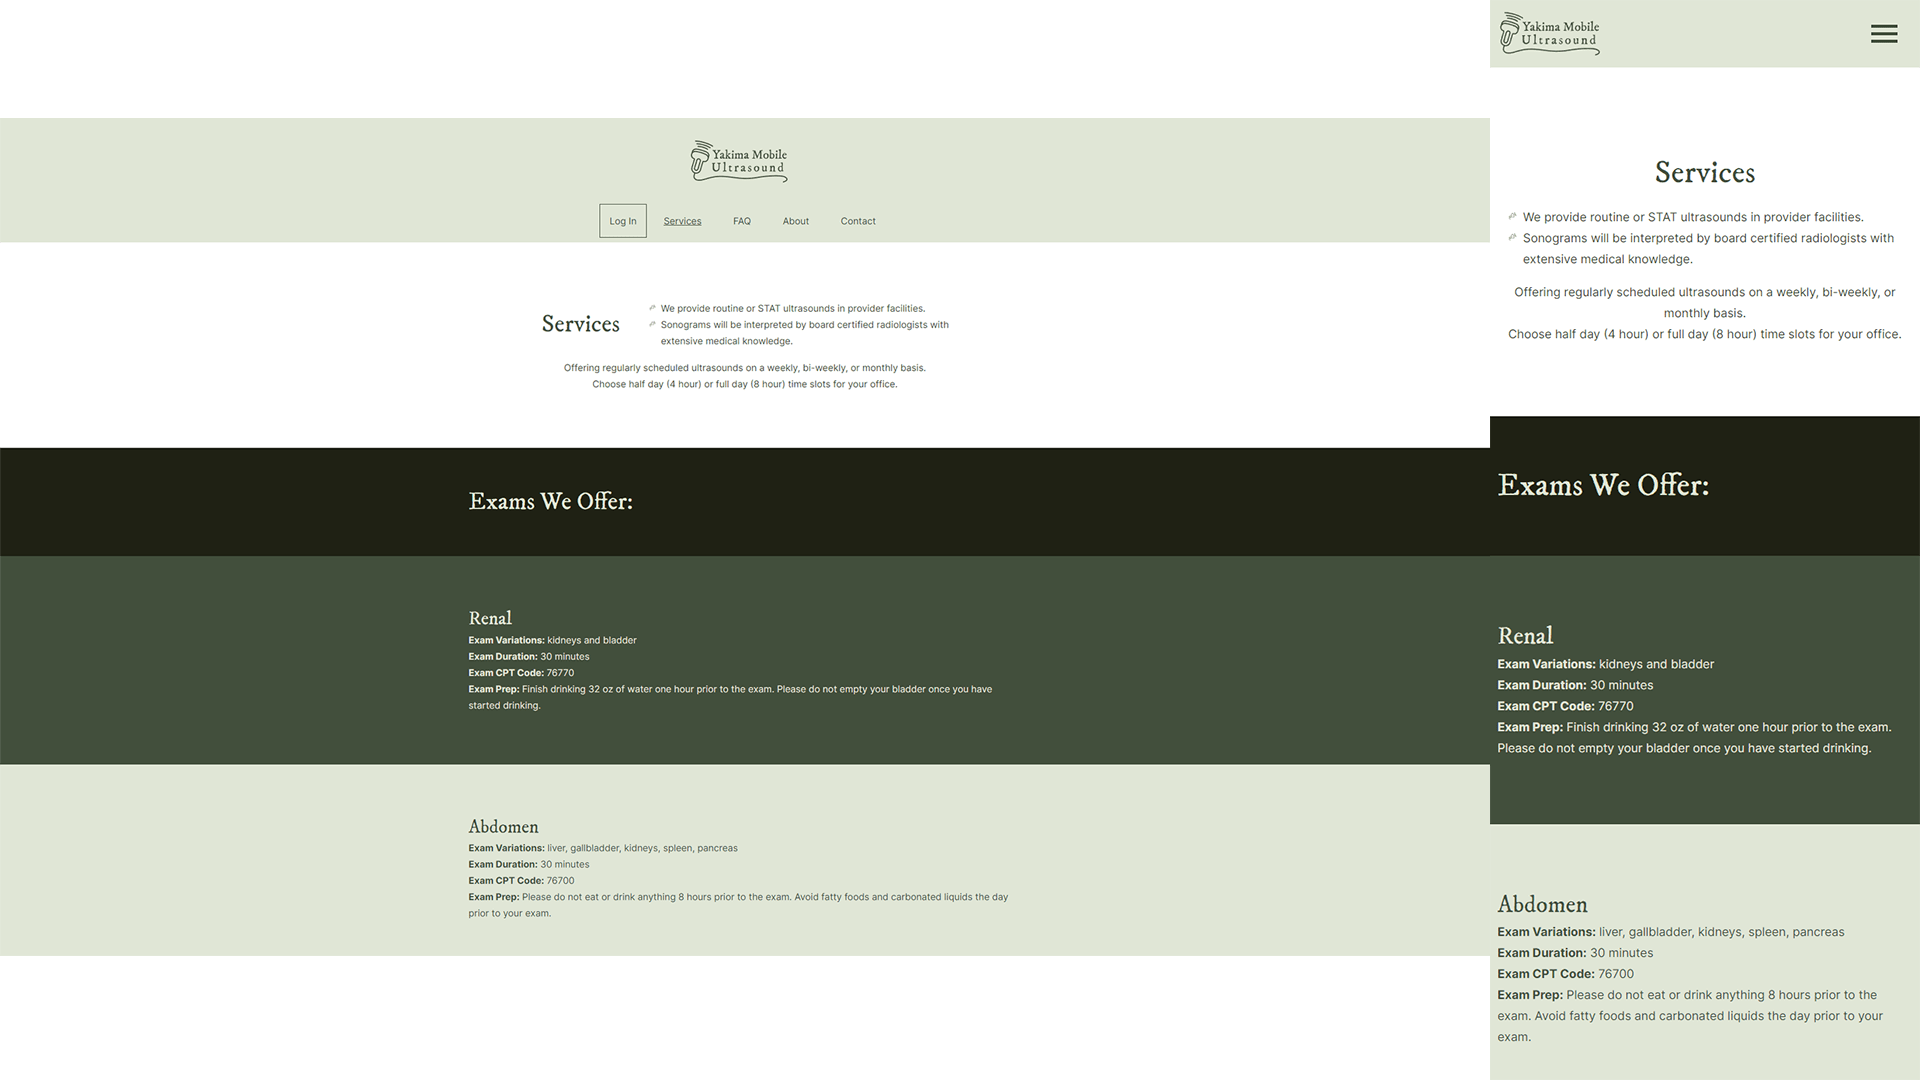 Yakima Mobile
Ultrasound
Log In
Services
FAQ
About
Contact
Services
We provide routine or STAT ultrasounds in provider facilities.
Sonograms will be interpreted by board certified radiologists with
extensive medical knowledge.
Offering regularly scheduled ultrasounds on a weekly, bi-weekly, or monthly basis.
Choose half day (4 hour) or full day (8 hour) time slots for your office.
Exams We Offer:
Renal
Exam Variations: kidneys and bladder
Exam Duration: 30 minutes
Exam CPT Code: 76770
Exam Prep: Finish drinking 32 oz of water one hour prior to the exam. Please do not empty your bladder once you have
started drinking.
Abdomen
Exam Variations: liver, gallbladder, kidneys, spleen, pancreas
Exam Duration: 30 minutes
Exam CPT Code: 76700
Exam Prep: Please do not eat or drink anything 8 hours prior to the exam. Avoid fatty foods and carbonated liquids the day
prior to your exam.
Yakima Mobile
Ultrasound
Services
We provide routine or STAT ultrasounds in provider facilities.
Sonograms will be interpreted by board certified radiologists with
extensive medical knowledge.
Offering regularly scheduled ultrasounds on a weekly, bi-weekly, or
monthly basis.
Choose half day (4 hour) or full day (8 hour) time slots for your office.
Exams We Offer:
Renal
Exam Variations: kidneys and bladder
Exam Duration: 30 minutes
Exam CPT Code: 76770
Exam Prep: Finish drinking 32 oz of water one hour prior to the exam.
Please do not empty your bladder once you have started drinking.
Abdomen
Exam Variations: liver, gallbladder, kidneys, spleen, pancreas
Exam Duration: 30 minutes
Exam CPT Code: 76700
Exam Prep: Please do not eat or drink anything 8 hours prior to the
exam. Avoid fatty foods and carbonated liquids the day prior to your
exam.